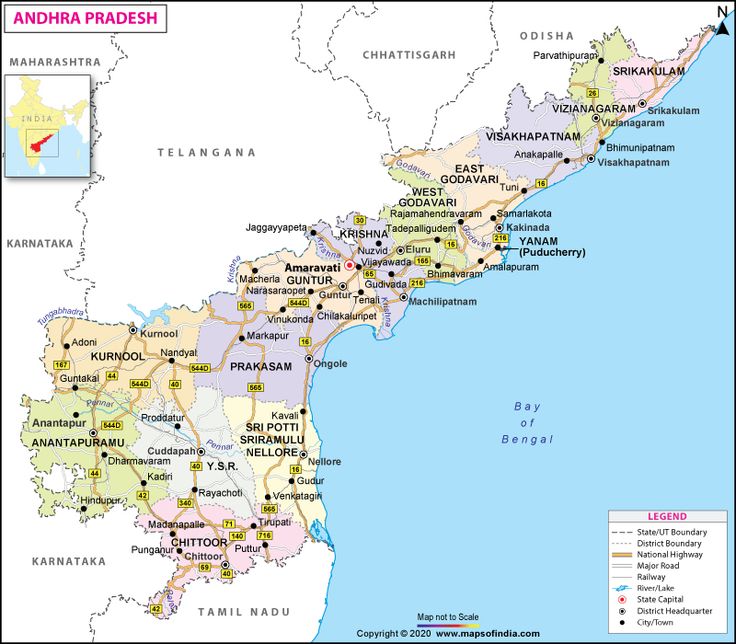 ANDHRA PRADESH
N
ODISHA
MAHARASHTRA
CHHATTISGARH
Parvathipuram
SRIKAKULAM
26
VIZIANAGARAM
Srikakulam
Vizianagaram
INDIA
VISAKHAPATNAM
Bhimunipatnam
TELANGANA
Anakapalle
Visakhapatnam
Godavari
EAST
GODAVARI
Tuni
16
WEST
GODAVARI
Rajamahendravaram
Samarlakota
30
Jaggayyapeta
KRISHNA
Tadepalligudem
Godavari
Kakinada
KARNATAKA
Krishna
Nuzvid
Eluru
16
216
YANAM
(Puducherry)
Krishna
Amaravati
Vijayawada
165
Macherla
GUNTUR
65
Bhimavaram
Amalapuram
Narasaraopet
Guntur
Gudivada
216
565
544D
Tenali
Krishna
Machilipatnam
Tungabhadra
Vinukonda
Chilakaluripet
Kurnool
Markapur
16
Adoni
KURNOOL
Nandyal
PRAKASAM
Ongole
167
44
544D
544D
Guntakal
40
565
Pennar
Kavali
Bay
of
Bengal
Anantapur
544D
Proddatur
SRI POTTI
SRIRAMULU
NELLORE
ANANTAPURAMU
Pennar
Cuddapah
Y.S.R.
Nellore
Dharmavaram
40
16
44
Kadiri
Gudur
Hindupur
42
Rayachoti
Venkatagiri
340
565
Madanapalle
71
Tirupati
CHITTOOR
140
716
Punganur
Puttur
Chittoor
KARNATAKA
69
40
42
Palar
TAMIL NADU
LEGEND
State/UT Boundary
District Boundary
National Highway
Major Road
Railway
River/Lake
State Capital
District Headquarter
City/Town
Map not to Scale
Copyright © 2020 www.mapsofindia.com